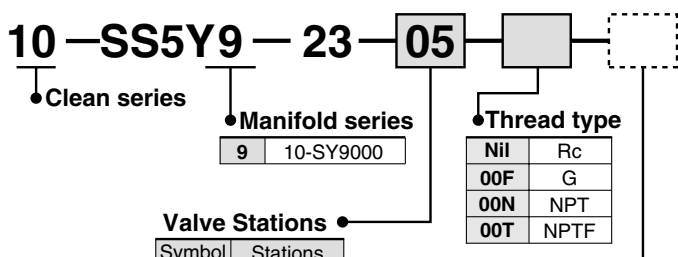 10 — SS5Y9 — 23 — 05 —
Clean series
Manifold series
9 10-SY9000
Thread type
Nil Rc
00F G
00N NPT
00T NPTF
Valve Stations
Symbol Stations